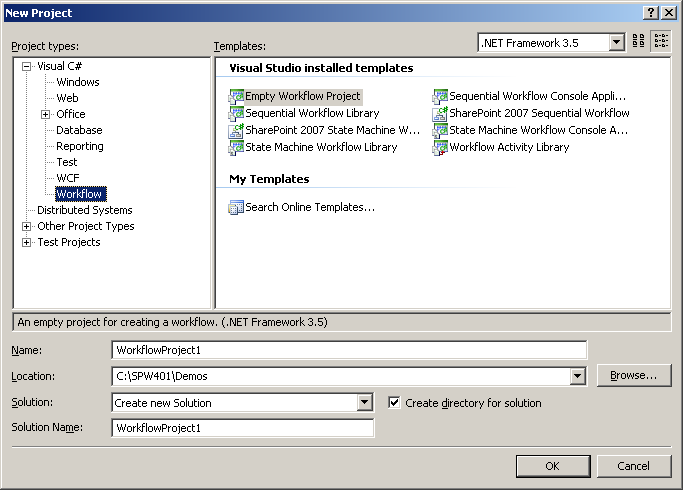 New Project
Project types:
Templates:
.NET Framework 3.5
Visual C#
Windows
Web
Office
Database
Reporting
Test
WCF
Workflow
Distributed Systems
Other Project Types
Test Projects
Visual Studio installed templates
Empty Workflow Project
Sequential Workflow Console Appli...
Sequential Workflow Library
SharePoint 2007 Sequential Workflow
SharePoint 2007 State Machine W...
State Machine Workflow Console A...
State Machine Workflow Library
Workflow Activity Library
My Templates
Search Online Templates...
An empty project for creating a workflow. (.NET Framework 3.5)
Name:
WorkflowProject1
Location:
C:\SPW401\Demos
Browse...
Solution:
Create new Solution
Create directory for solution
Solution Name:
WorkflowProject1
OK
Cancel